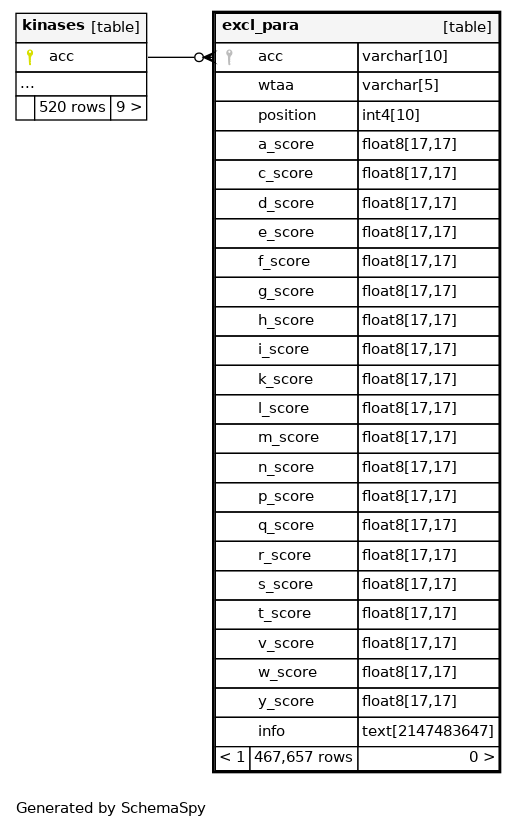 kinases [table]
acc
...
520 rows 9 >
excl_para [table]
acc varchar[10]
wtaa varchar[5]
position int4[10]
a_score float8[17,17]
c_score float8[17,17]
d_score float8[17,17]
e_score float8[17,17]
f_score float8[17,17]
g_score float8[17,17]
h_score float8[17,17]
i_score float8[17,17]
k_score float8[17,17]
l_score float8[17,17]
m_score float8[17,17]
n_score float8[17,17]
p_score float8[17,17]
q_score float8[17,17]
r_score float8[17,17]
s_score float8[17,17]
t_score float8[17,17]
v_score float8[17,17]
w_score float8[17,17]
y_score float8[17,17]
info text[2147483647]
< 1 467,657 rows 0 >
Generated by SchemaSpy